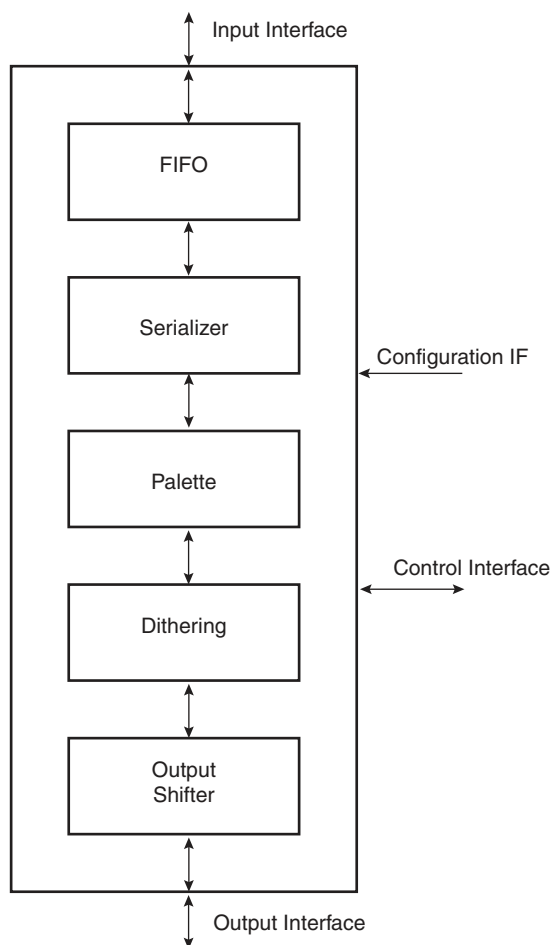 Input Interface
FIFO
Serializer
Configuration IF
Palette
Control Interface
Dithering
Output
Shifter
Output Interface